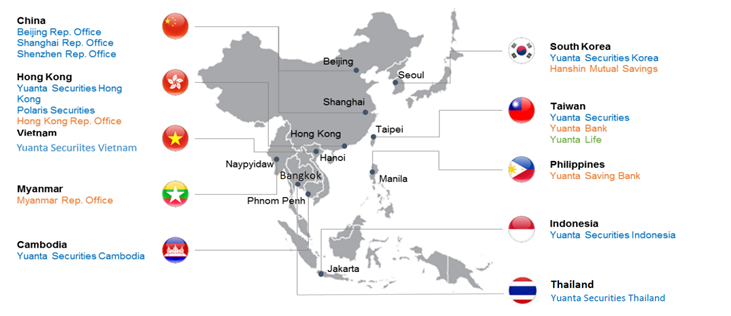 China
Beijing Rep. Office
Shanghai Rep. Office
Shenzhen Rep. Office
Hong Kong
Yuanta Securities Hong
Kong
Polaris Securities
Hong Kong Rep. Office
Vietnam
Yuanta Securiites Vietnam
Myanmar
Myanmar Rep. Office
Cambodia
Yuanta Securities Cambodia
Beijing
Seoul
Shanghai
Hong Kong
Taipei
Hanoi
Naypyidaw
Bangkok
Manila
Phnom Penh
Jakarta
South Korea
Yuanta Securities Korea
Hanshin Mutual Savings
Taiwan
Yuanta Securities
Yuanta Bank
Yuanta Life
Philippines
Yuanta Saving Bank
Indonesia
Yuanta Securities Indonesia
Thailand
Yuanta Securities Thailand